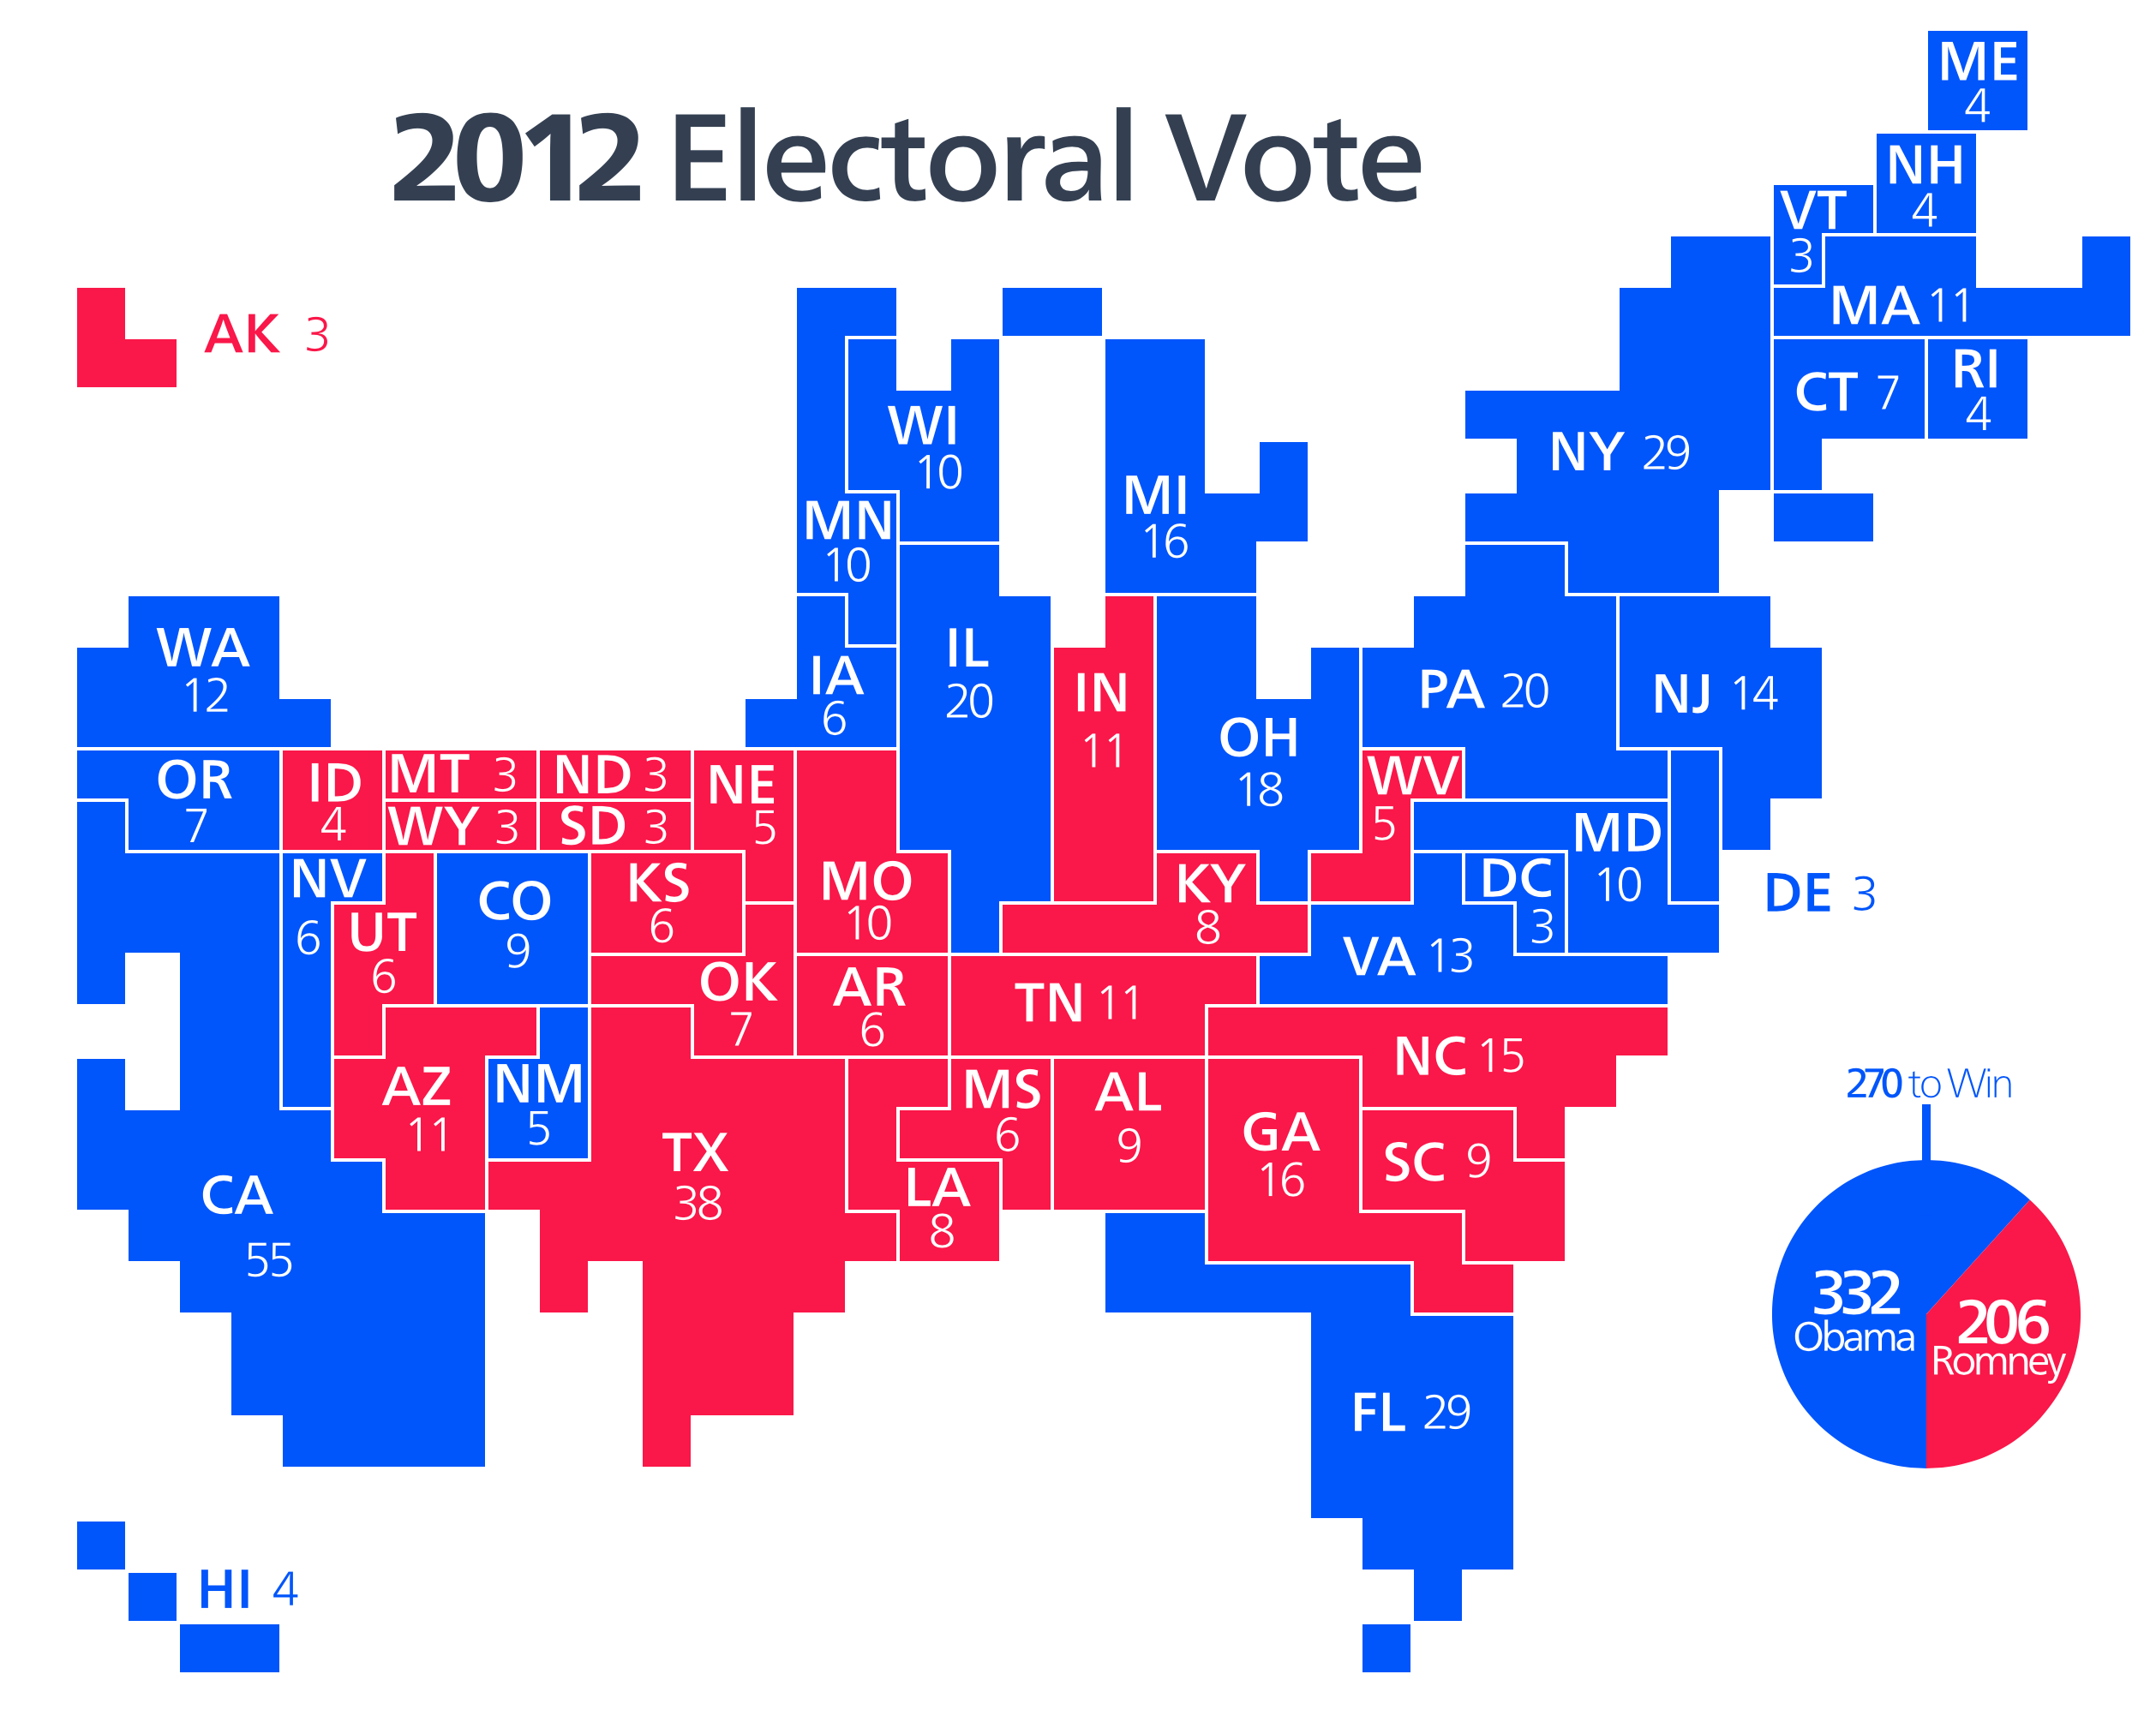 2012 Electoral Vote
ME
4
NH
4
VT
3
MA 11
AK 3
CT 7
RI
4
WI
10
NY 29
MI
16
MN
10
WA
12
IA
6
IL
20
IN
11
PA 20
NJ 14
OH
18
OR
7
ID
4
MT 3
ND 3
NE
5
WV
5
WY 3
SD 3
MD
10
NV
6
UT
6
CO
9
KS
6
MO
10
KY
8
DC
3
DE 3
VA 13
OK
7
AR
6
TN 11
NC 15
AZ
11
NM
5
TX
38
MS
6
AL
9
GA
16
SC 9
LA
8
CA
55
FL 29
HI 4
270 to Win
332
Obama
206
Romney